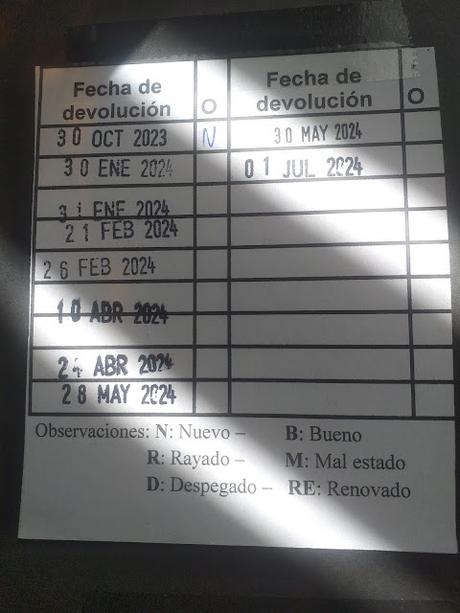 Fecha de
devolución
O
30 OCT 2023
N
30 ENE 2024
31 ENE 2024
21 FEB 2024
26 FEB 2024
10 ABR 2024
24 ABR 2024
28 MAY 2024
Fecha de
devolución
O
30 MAY 2024
01 JUL 2024
Observaciones: N: Nuevo – B: Bueno
R: Rayado – M: Mal estado
D: Despegado – RE: Renovado